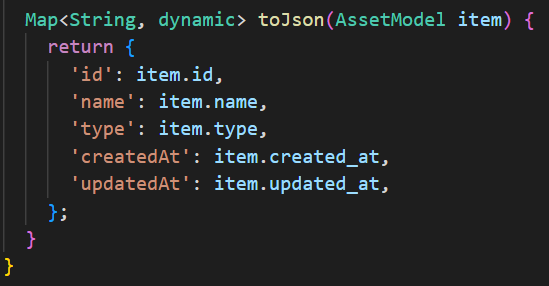 Map<String, dynamic> toJson(AssetModel item) {
return {
'id': item.id,
'name': item.name,
'type': item.type,
'createdAt': item.created_at,
'updatedAt': item.updated_at,
};
}
}